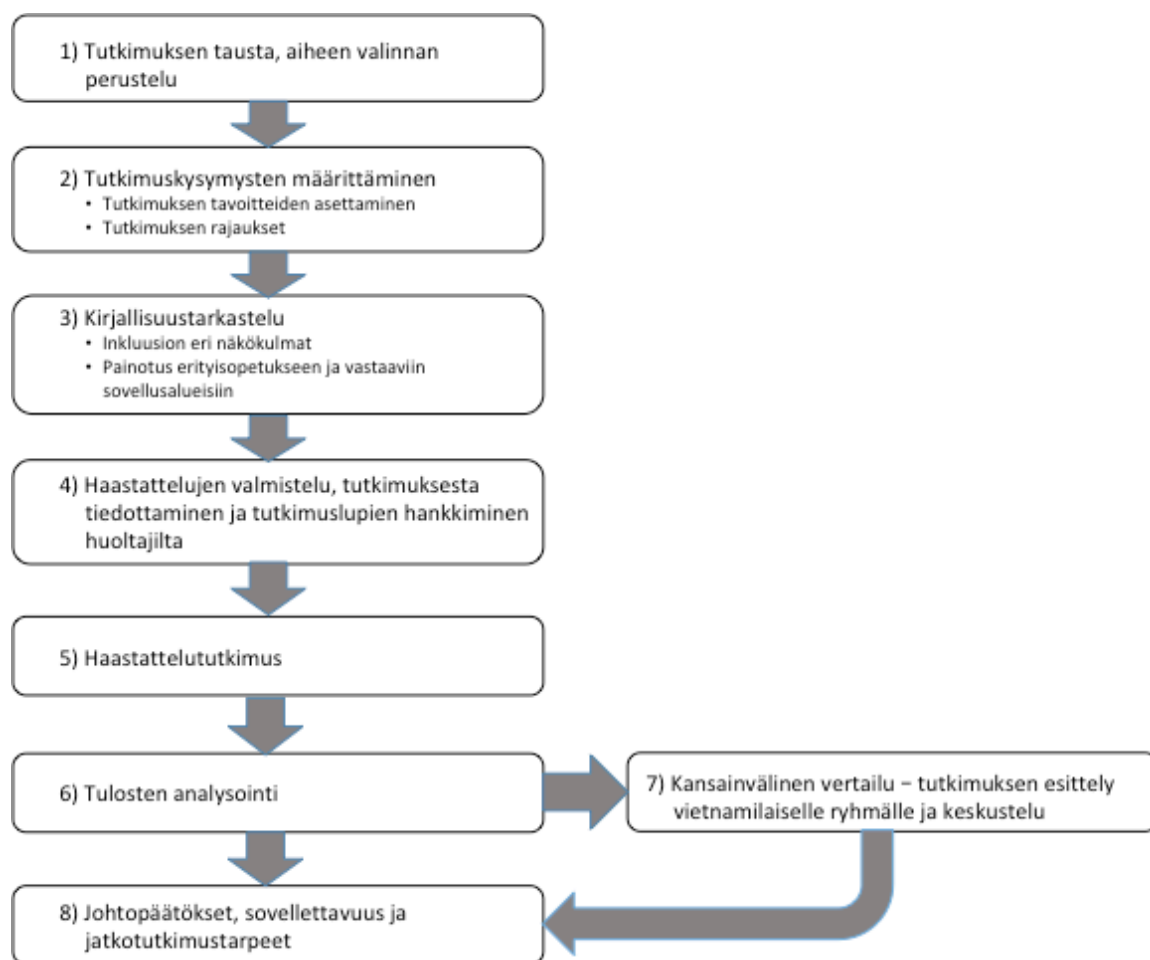 1) Tutkimuksen tausta, aiheen valinnan
perustelu
2) Tutkimuskysymysten määrittäminen
• Tutkimuksen tavoitteiden asettaminen
• Tutkimuksen rajaukset
3) Kirjallisuustarkastelu
• Inkluusion eri näkökulmat
• Painotus erityisopetukseen ja vastaaviin
sovellusalueisiin
4) Haastattelujen valmistelu, tutkimuksesta
tiedottaminen ja tutkimuslupien hankkiminen
huoltajilta
5) Haastattelututkimus
6) Tulosten analysointi
7) Kansainvälinen vertailu – tutkimuksen esittely
vietnamilaiselle ryhmälle ja keskustelu
8) Johtopäätökset, sovellettavuus ja
jatkotutkimustarpeet